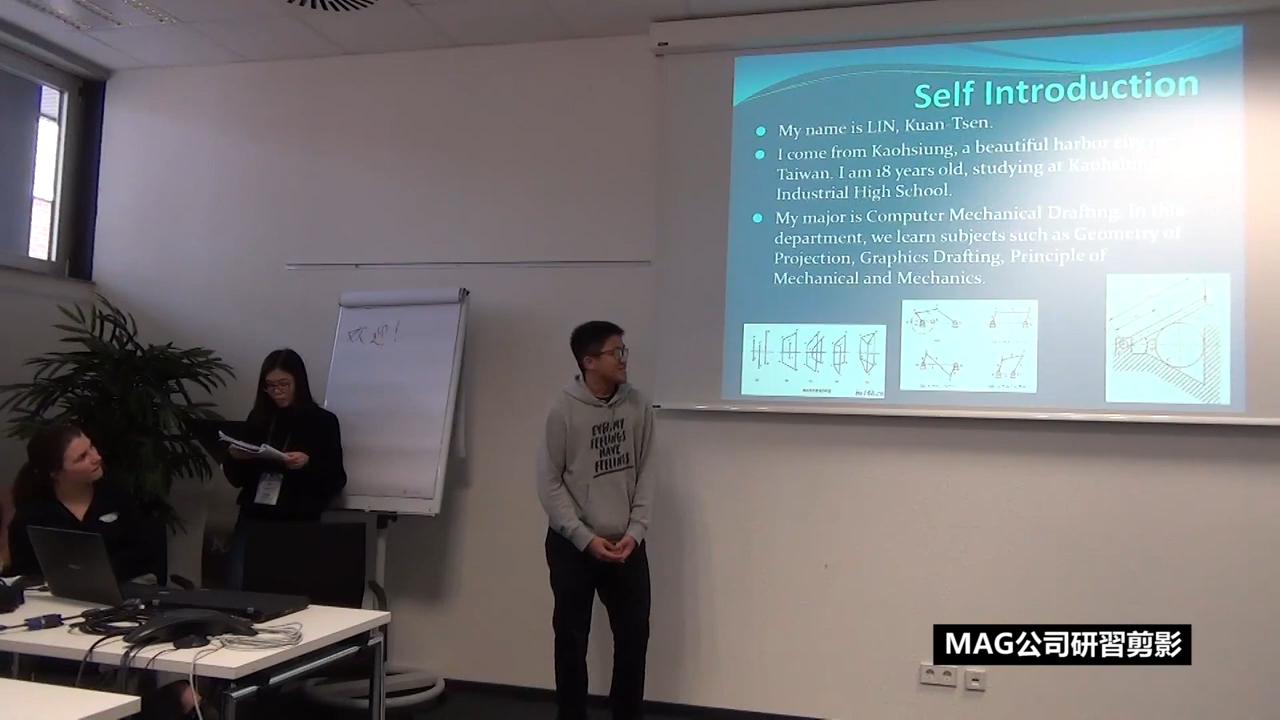 Self Introduction
My name is LIN, Kuan-Tsen.
I come from Kaohsiung, a beautiful harbor city
Taiwan. I am 18 years old, studying at Kaohsiung
Industrial High School.
My major is Computer Mechanical Drafting. In this
department, we learn subjects such as Geometry of
Projection, Graphics Drafting, Principle of
Mechanical and Mechanics.
FEELINGS
HAVE
FEELINGS
MAG公司研習剪影